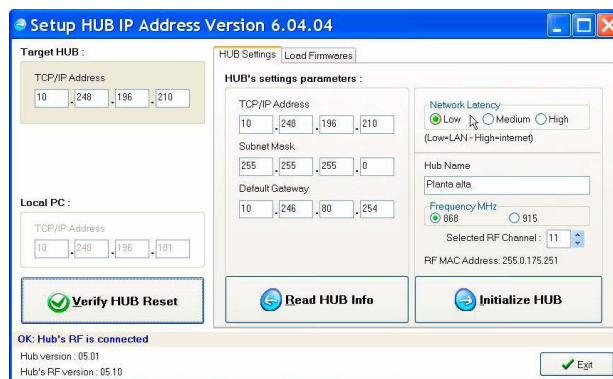 Setup HUB IP Address Version 6.04.04
Target HUB :
TCP/IP Address
10 . 248 . 196 . 210
Local PC :
TCP/IP Address
10 . 248 . 196 . 101
Verify HUB Reset
HUB Settings Load Firmwares
HUB's settings parameters :
TCP/IP Address
10 . 248 . 196 . 210
Subnet Mask
255 . 255 . 255 . 0
Default Gateway
10 . 246 . 80 . 254
Read HUB Info
Network Latency
Low Medium High
(Low=LAN - High=internet)
Hub Name
Planta alta
Frequency MHz
868 915
Selected RF Channel : 11
RF MAC Address: 255.0.175.251
Initialize HUB
OK: Hub's RF is connected
Hub version : 05.01
Hub's RF version : 05.10
Exit